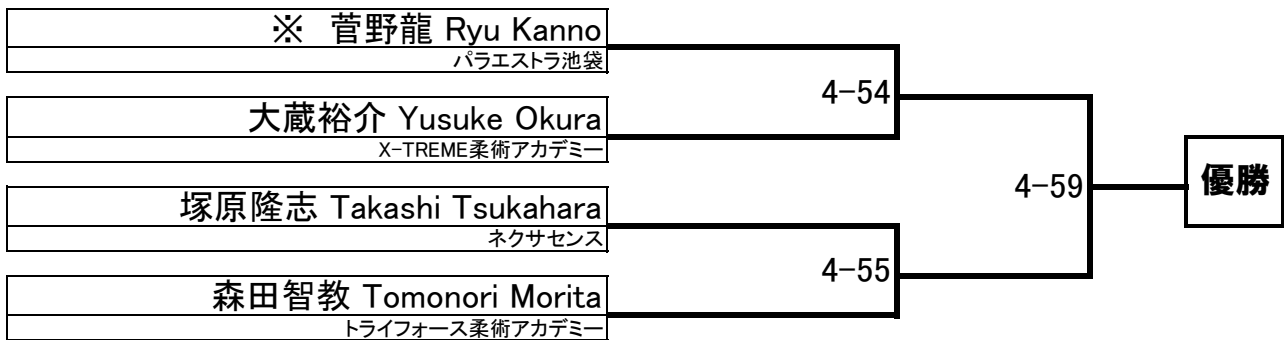 ※　菅野龍 Ryu Kanno
パラエストラ池袋
4-54
大蔵裕介 Yusuke Okura
X-TREME柔術アカデミー
4-59
優勝
塚原隆志 Takashi Tsukahara
ネクサセンス
4-55
森田智教 Tomonori Morita
トライフォース柔術アカデミー